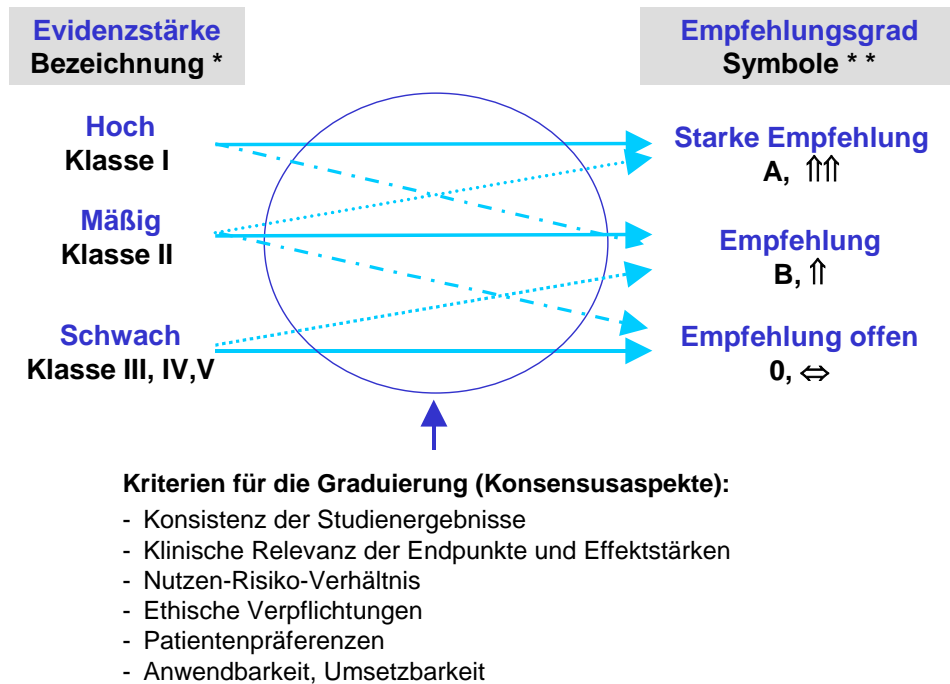 Evidenzstärke
Bezeichnung *
Empfehlungsgrad
Symbole * *
Hoch
Klasse I
Starke Empfehlung
A, ⇑⇑
Mäßig
Klasse II
Empfehlung
B, ⇑
Schwach
Klasse III, IV,V
Empfehlung offen
0, ⇔
Kriterien für die Graduierung (Konsensusaspekte):
- Konsistenz der Studienergebnisse
- Klinische Relevanz der Endpunkte und Effektstärken
- Nutzen-Risiko-Verhältnis
- Ethische Verpflichtungen
- Patientenpräferenzen
- Anwendbarkeit, Umsetzbarkeit